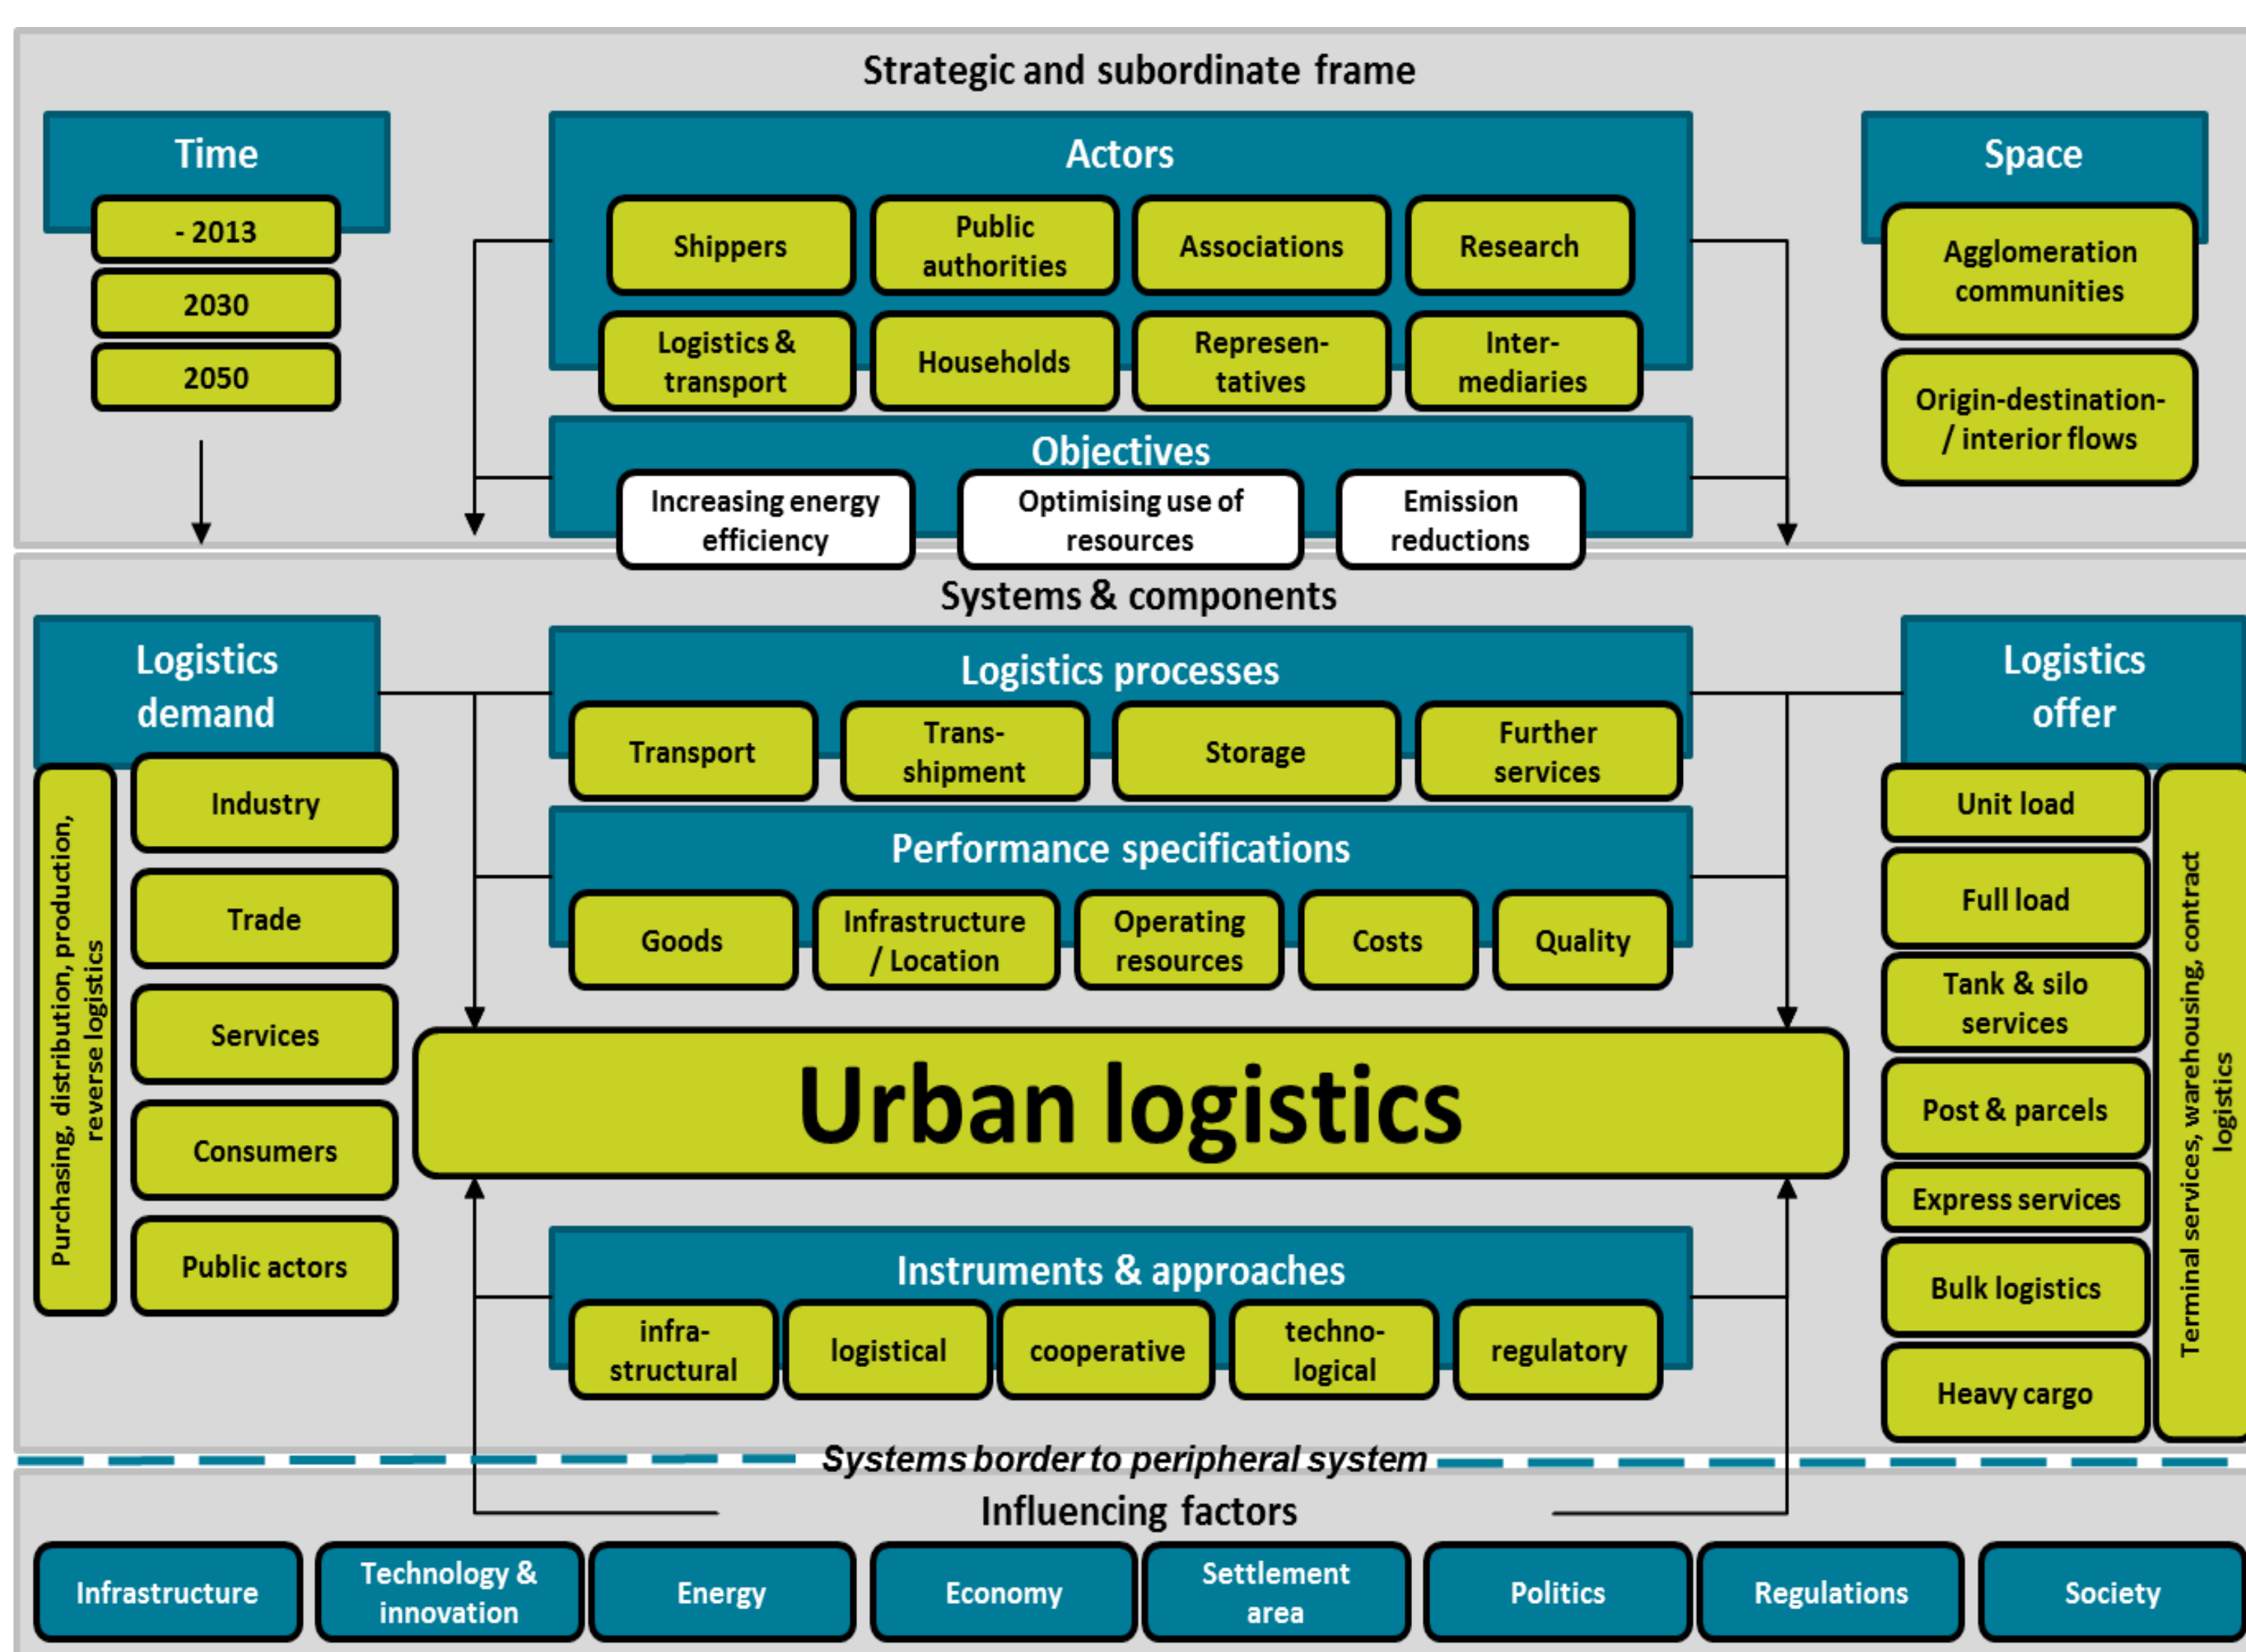 Strategic and subordinate frame
Time
- 2013
2030
2050
Actors
Shippers
Public
authorities
Associations
Research
Logistics &
transport
Households
Represen-
tatives
Inter-
mediaries
Objectives
Increasing energy
efficiency
Optimising use of
resources
Emission
reductions
Space
Agglomeration
communities
Origin-destination-
/ interior flows
Systems & components
Logistics
demand
Purchasing, distribution, production,
reverse logistics
Industry
Trade
Services
Consumers
Public actors
Logistics processes
Transport
Trans-
shipment
Storage
Further
services
Performance specifications
Goods
Infrastructure
/ Location
Operating
resources
Costs
Quality
Urban logistics
Instruments & approaches
infra-
structural
logistical
cooperative
techno-
logical
regulatory
Logistics
offer
Unit load
Full load
Tank & silo
services
Post & parcels
Express services
Bulk logistics
Heavy cargo
Terminal services, warehousing, contract
logistics
Systems border to peripheral system
Influencing factors
Infrastructure
Technology &
innovation
Energy
Economy
Settlement
area
Politics
Regulations
Society